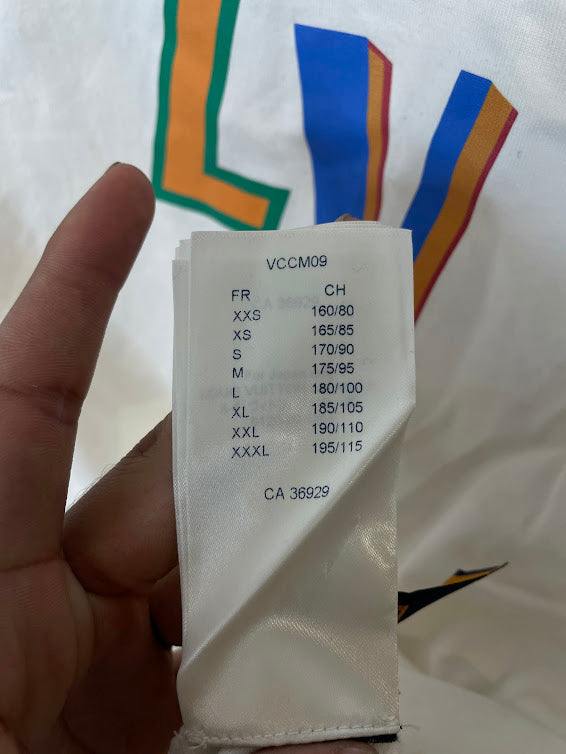 LV
VCCM09
FR CH
XXS 160/80
XS 165/85
S 170/90
M 175/95
L 180/100
XL 185/105
XXL 190/110
XXXL 195/115
CA 36929